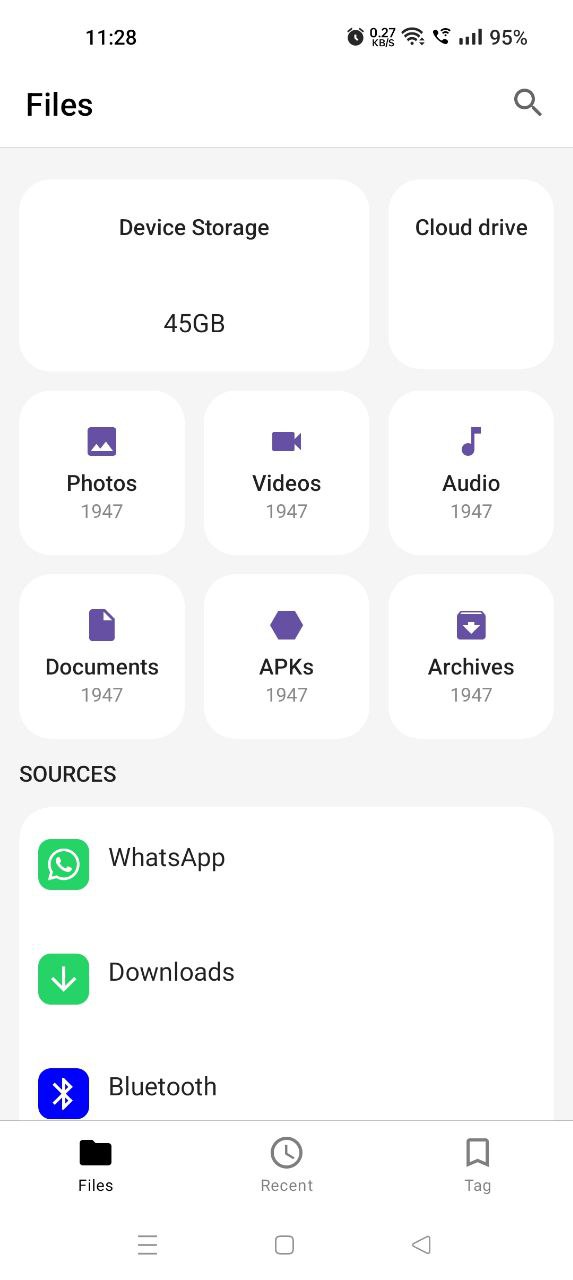 11:28 0.27 KB/S 95%
Files
Device Storage Cloud drive
45GB
Photos Videos Audio
1947 1947 1947
Documents APKs Archives
1947 1947 1947
SOURCES
WhatsApp
Downloads
Bluetooth
Files Recent Tag